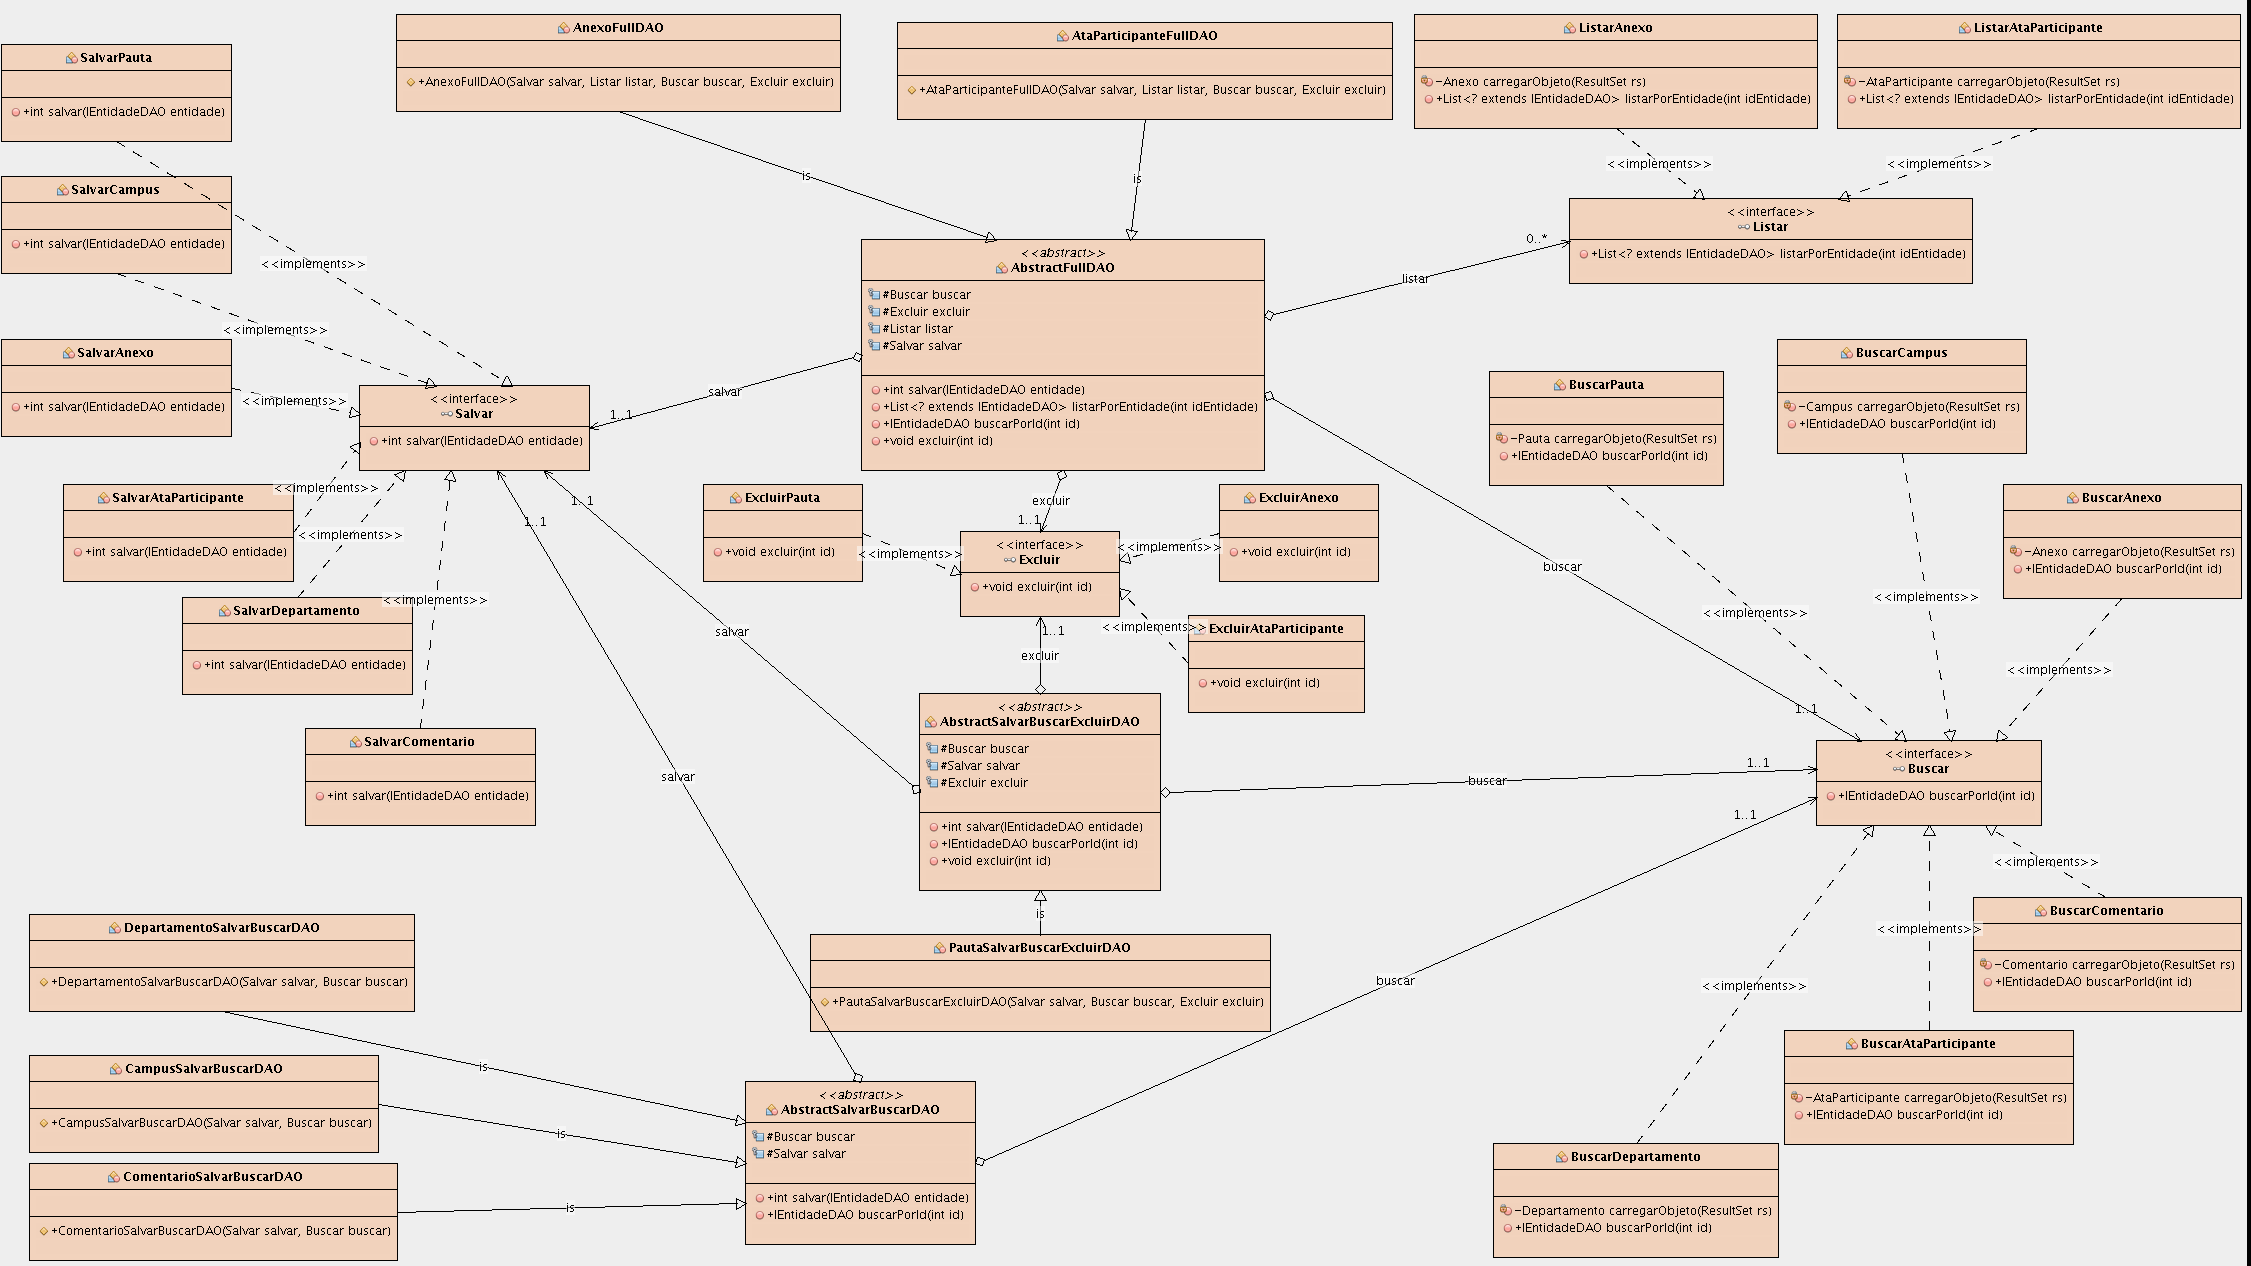 SalvarPauta
+int salvar(IEntidadeDAO entidade)
AnexoFullDAO
+AnexoFullDAO(Salvar salvar, Listar listar, Buscar buscar, Excluir excluir)
AtaParticipanteFullDAO
+AtaParticipanteFullDAO(Salvar salvar, Listar listar, Buscar buscar, Excluir excluir)
ListarAnexo
-Anexo carregarObjeto(ResultSet rs)
+List<? extends IEntidadeDAO> listarPorEntidade(int idEntidade)
ListarAtaParticipante
-AtaParticipante carregarObjeto(ResultSet rs)
+List<? extends IEntidadeDAO> listarPorEntidade(int idEntidade)
<<implements>>
<<implements>>
is
is
SalvarCampus
+int salvar(IEntidadeDAO entidade)
<<interface>>
Listar
+List<? extends IEntidadeDAO> listarPorEntidade(int idEntidade)
<<implements>>
<<abstract>>
AbstractFullDAO
#Buscar buscar
#Excluir excluir
#Listar listar
#Salvar salvar
+int salvar(IEntidadeDAO entidade)
+List<? extends IEntidadeDAO> listarPorEntidade(int idEntidade)
+IEntidadeDAO buscarPorId(int id)
+void excluir(int id)
0..*
listar
<<implements>>
SalvarAnexo
+int salvar(IEntidadeDAO entidade)
<<implements>>
<<interface>>
Salvar
+int salvar(IEntidadeDAO entidade)
salvar
1..1
BuscarPauta
-Pauta carregarObjeto(ResultSet rs)
+IEntidadeDAO buscarPorId(int id)
BuscarCampus
-Campus carregarObjeto(ResultSet rs)
+IEntidadeDAO buscarPorId(int id)
SalvarAtaParticipante
+int salvar(IEntidadeDAO entidade)
<<implements>>
<<implements>>
1..1
1..1
ExcluirPauta
+void excluir(int id)
excluir
1..1
<<interface>>
Excluir
+void excluir(int id)
<<implements>>
<<implements>>
ExcluirAnexo
+void excluir(int id)
BuscarAnexo
-Anexo carregarObjeto(ResultSet rs)
+IEntidadeDAO buscarPorId(int id)
buscar
<<implements>>
<<implements>>
SalvarDepartamento
+int salvar(IEntidadeDAO entidade)
<<implements>>
salvar
1..1
excluir
<<implements>>
ExcluirAtaParticipante
+void excluir(int id)
<<implements>>
1..1
SalvarComentario
+int salvar(IEntidadeDAO entidade)
salvar
<<abstract>>
AbstractSalvarBuscarExcluirDAO
#Buscar buscar
#Salvar salvar
#Excluir excluir
+int salvar(IEntidadeDAO entidade)
+IEntidadeDAO buscarPorId(int id)
+void excluir(int id)
buscar
1..1
1..1
<<interface>>
Buscar
+IEntidadeDAO buscarPorId(int id)
<<implements>>
is
DepartamentoSalvarBuscarDAO
+DepartamentoSalvarBuscarDAO(Salvar salvar, Buscar buscar)
PautaSalvarBuscarExcluirDAO
+PautaSalvarBuscarExcluirDAO(Salvar salvar, Buscar buscar, Excluir excluir)
buscar
<<implements>>
<<implements>>
BuscarComentario
-Comentario carregarObjeto(ResultSet rs)
+IEntidadeDAO buscarPorId(int id)
is
CampusSalvarBuscarDAO
+CampusSalvarBuscarDAO(Salvar salvar, Buscar buscar)
is
<<abstract>>
AbstractSalvarBuscarDAO
#Buscar buscar
#Salvar salvar
+int salvar(IEntidadeDAO entidade)
+IEntidadeDAO buscarPorId(int id)
BuscarAtaParticipante
-AtaParticipante carregarObjeto(ResultSet rs)
+IEntidadeDAO buscarPorId(int id)
ComentarioSalvarBuscarDAO
+ComentarioSalvarBuscarDAO(Salvar salvar, Buscar buscar)
is
BuscarDepartamento
-Departamento carregarObjeto(ResultSet rs)
+IEntidadeDAO buscarPorId(int id)